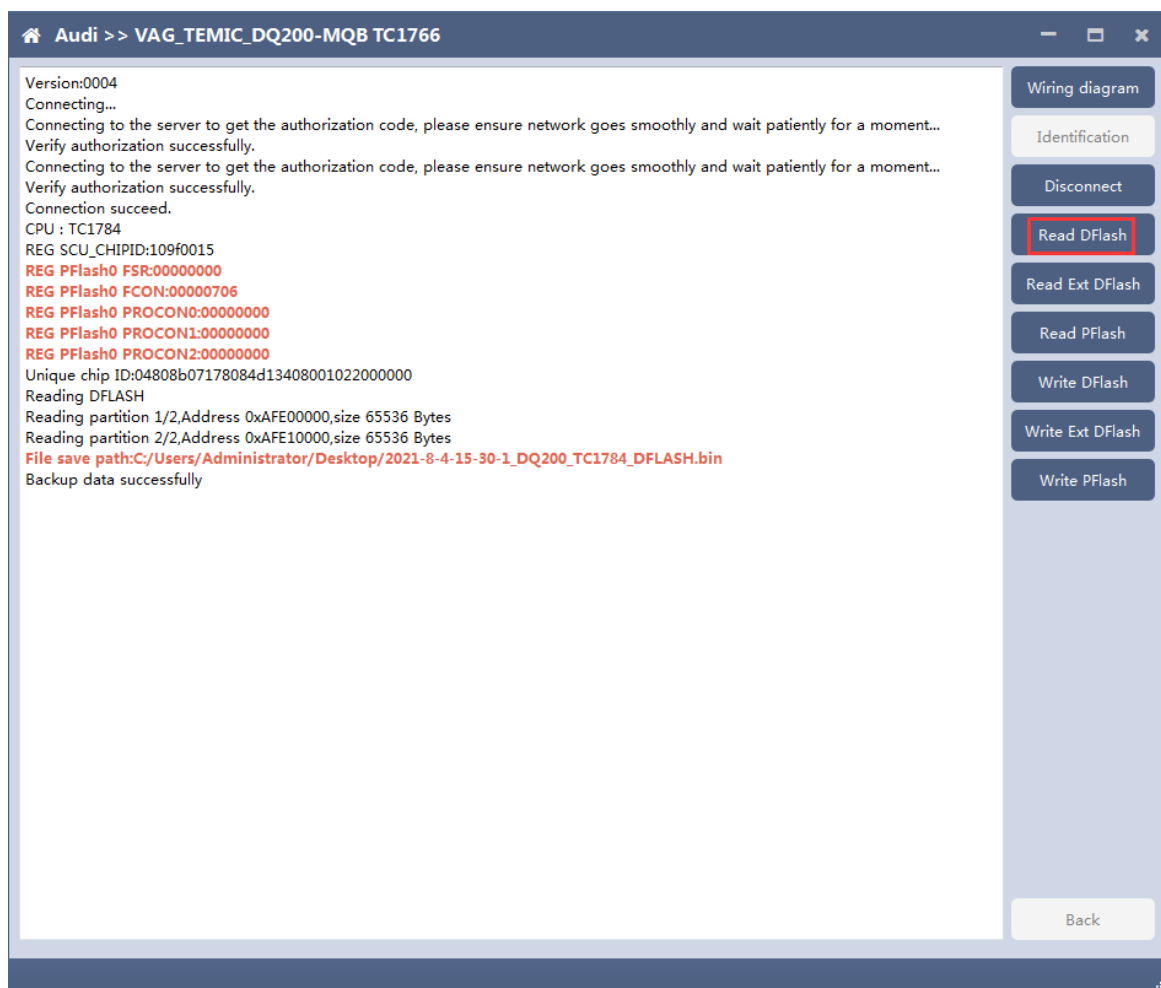 Audi >> VAG_TEMIC_DQ200-MQB TC1766
Version:0004
Connecting...
Connecting to the server to get the authorization code, please ensure network goes smoothly and wait patiently for a moment...
Verify authorization successfully.
Connecting to the server to get the authorization code, please ensure network goes smoothly and wait patiently for a moment...
Verify authorization successfully.
Connection succeed.
CPU : TC1784
REG SCU_CHIPID:109f0015
REG PFlash0 FSR:00000000
REG PFlash0 FCON:00000706
REG PFlash0 PROCON0:00000000
REG PFlash0 PROCON1:00000000
REG PFlash0 PROCON2:00000000
Unique chip ID:04808b07178084d13408001022000000
Reading DFLASH
Reading partition 1/2,Address 0xAFE00000,size 65536 Bytes
Reading partition 2/2,Address 0xAFE10000,size 65536 Bytes
File save path:C:/Users/Administrator/Desktop/2021-8-4-15-30-1_DQ200_TC1784_DFLASH.bin
Backup data successfully
Wiring diagram
Identification
Disconnect
Read DFlash
Read Ext DFlash
Read PFlash
Write DFlash
Write Ext DFlash
Write PFlash
Back